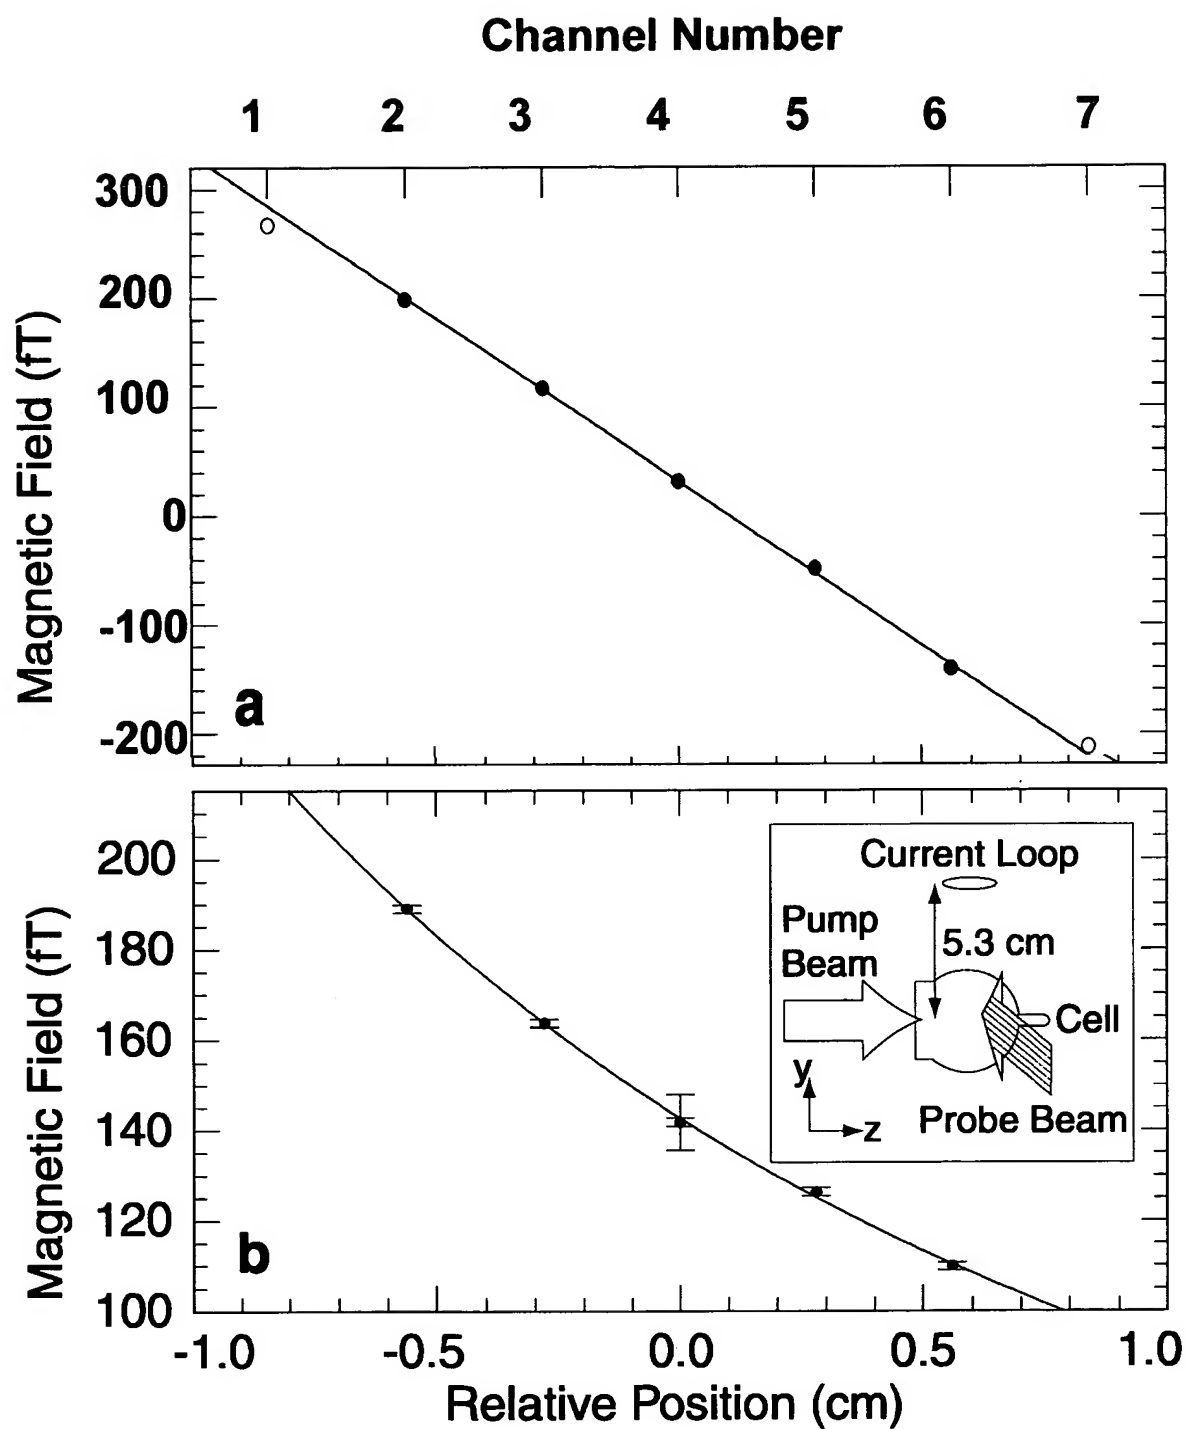 Channel Number
1 2 3 4 5 6 7
Magnetic Field (fT)
300
200
100
0
-100
-200
a
Magnetic Field (fT)
200
180
160
140
120
100
b
Current Loop
Pump
Beam
5.3 cm
Cell
y
z
Probe Beam
-1.0 -0.5 0.0 0.5 1.0
Relative Position (cm)